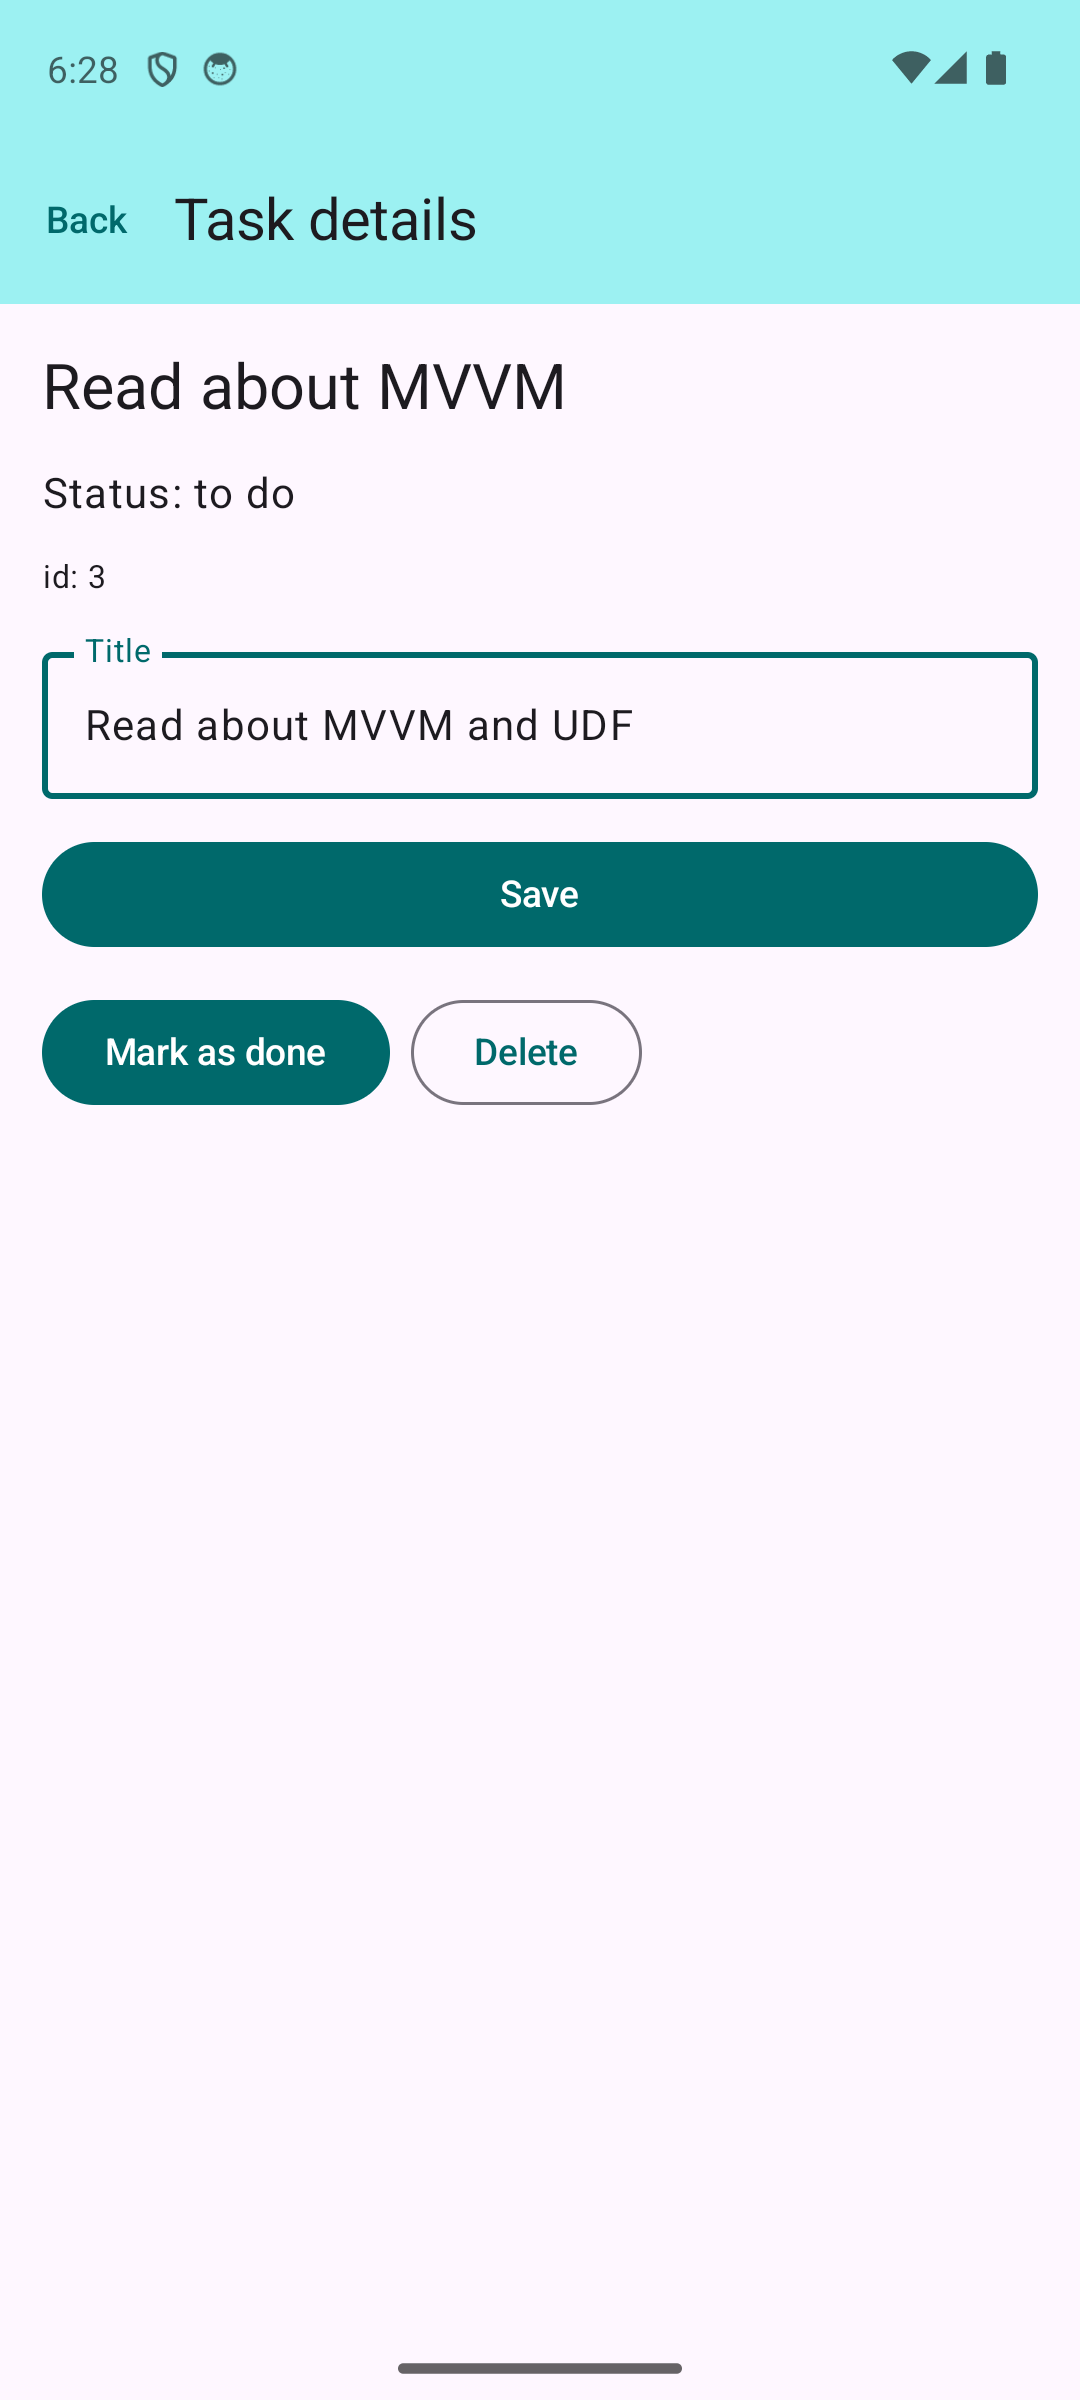 6:28
Back Task details
Read about MVVM
Status: to do
id: 3
Title
Read about MVVM and UDF
Save
Mark as done Delete